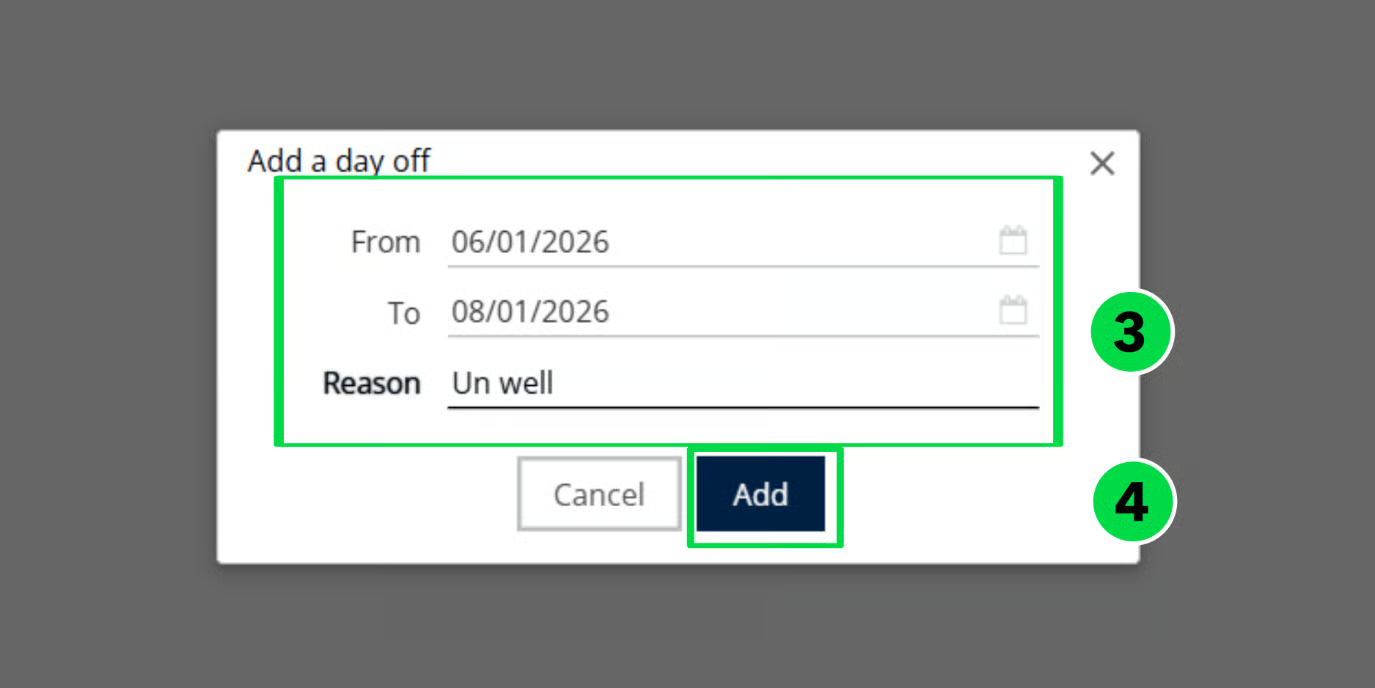 Add a day off
From 06/01/2026
To 08/01/2026
3
Reason Un well
Cancel Add
4